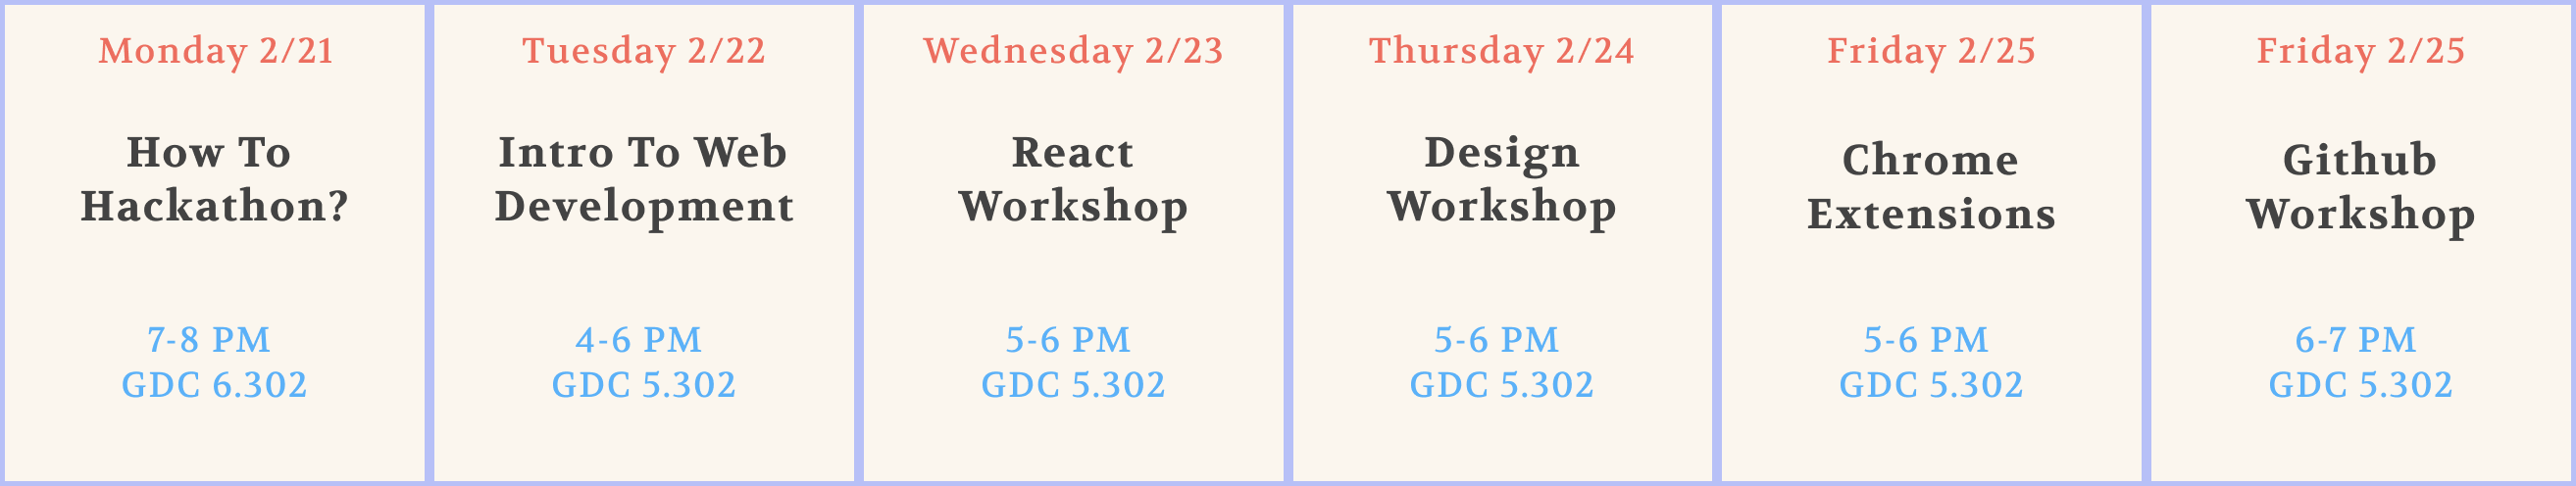 Monday 2/21
How To
Hackathon?
7-8 PM
GDC 6.302
Tuesday 2/22
Intro To Web
Development
4-6 PM
GDC 5.302
Wednesday 2/23
React
Workshop
5-6 PM
GDC 5.302
Thursday 2/24
Design
Workshop
5-6 PM
GDC 5.302
Friday 2/25
Chrome
Extensions
5-6 PM
GDC 5.302
Friday 2/25
Github
Workshop
6-7 PM
GDC 5.302